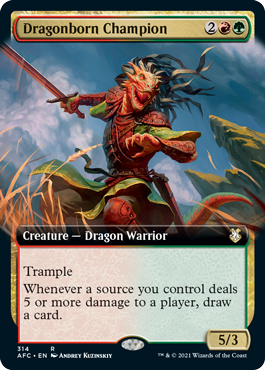 Dragonborn Champion 2
Creature — Dragon Warrior
Trample
Whenever a source you control deals
5 or more damage to a player, draw
a card.
5/3
314 R
AFC • EN Andrey Kuzinskiy
™ & © 2021 Wizards of the Coast